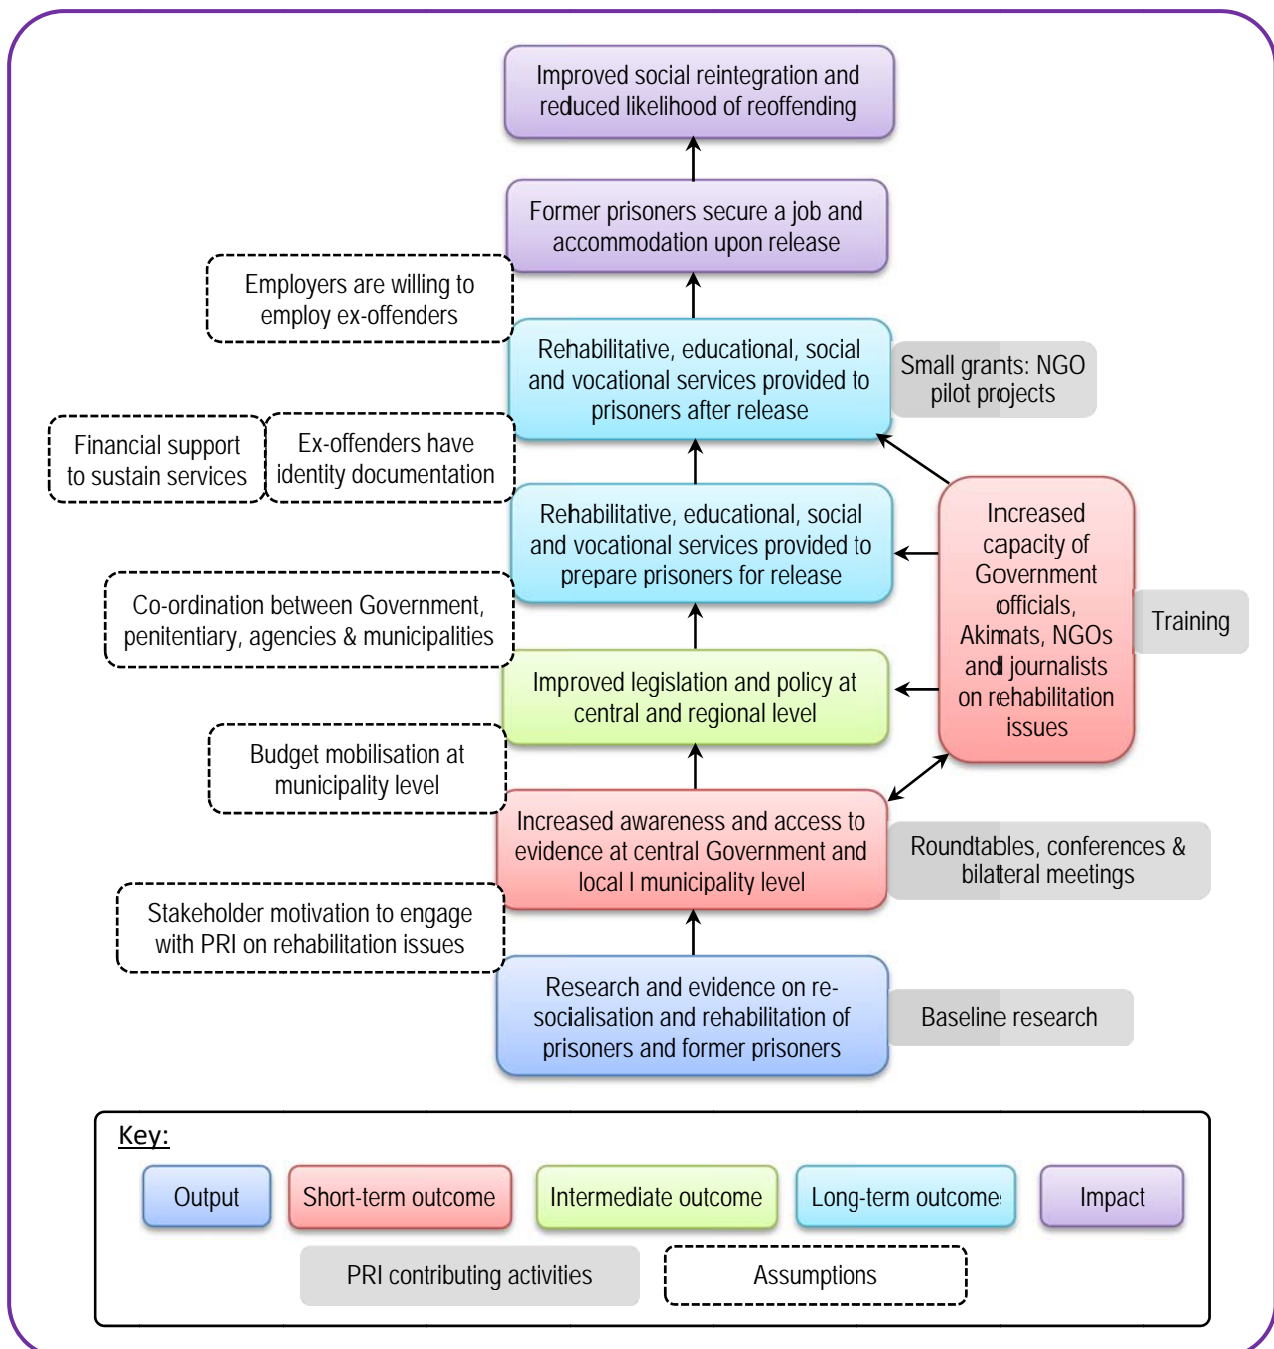 Improved social reintegration and
reduced likelihood of reoffending
Former prisoners secure a job and
accommodation upon release
Employers are willing to
employ ex-offenders
Rehabilitative, educational, social
and vocational services provided to
prisoners after release
Small grants: NGO
pilot projects
Financial support
to sustain services
Ex-offenders have
identity documentation
Rehabilitative, educational, social
and vocational services provided to
prepare prisoners for release
Increased
capacity of
Government
officials,
Akimats, NGOs
and journalists
on rehabilitation
issues
Training
Co-ordination between Government,
penitentiary, agencies & municipalities
Improved legislation and policy at
central and regional level
Budget mobilisation at
municipality level
Increased awareness and access to
evidence at central Government and
local l municipality level
Roundtables, conferences &
bilateral meetings
Stakeholder motivation to engage
with PRI on rehabilitation issues
Research and evidence on re-
socialisation and rehabilitation of
prisoners and former prisoners
Baseline research
Key:
Output
Short-term outcome
Intermediate outcome
Long-term outcomes
Impact
PRI contributing activities
Assumptions